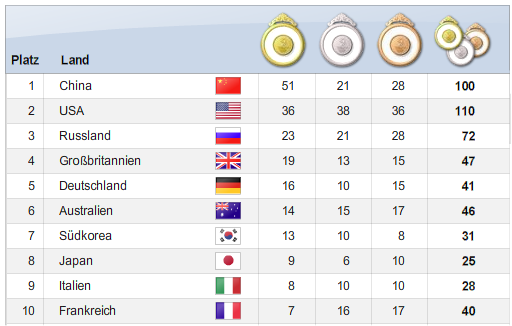 Platz Land
1 China 51 21 28 100
2 USA 36 38 36 110
3 Russland 23 21 28 72
4 Großbritannien 19 13 15 47
5 Deutschland 16 10 15 41
6 Australien 14 15 17 46
7 Südkorea 13 10 8 31
8 Japan 9 6 10 25
9 Italien 8 10 10 28
10 Frankreich 7 16 17 40